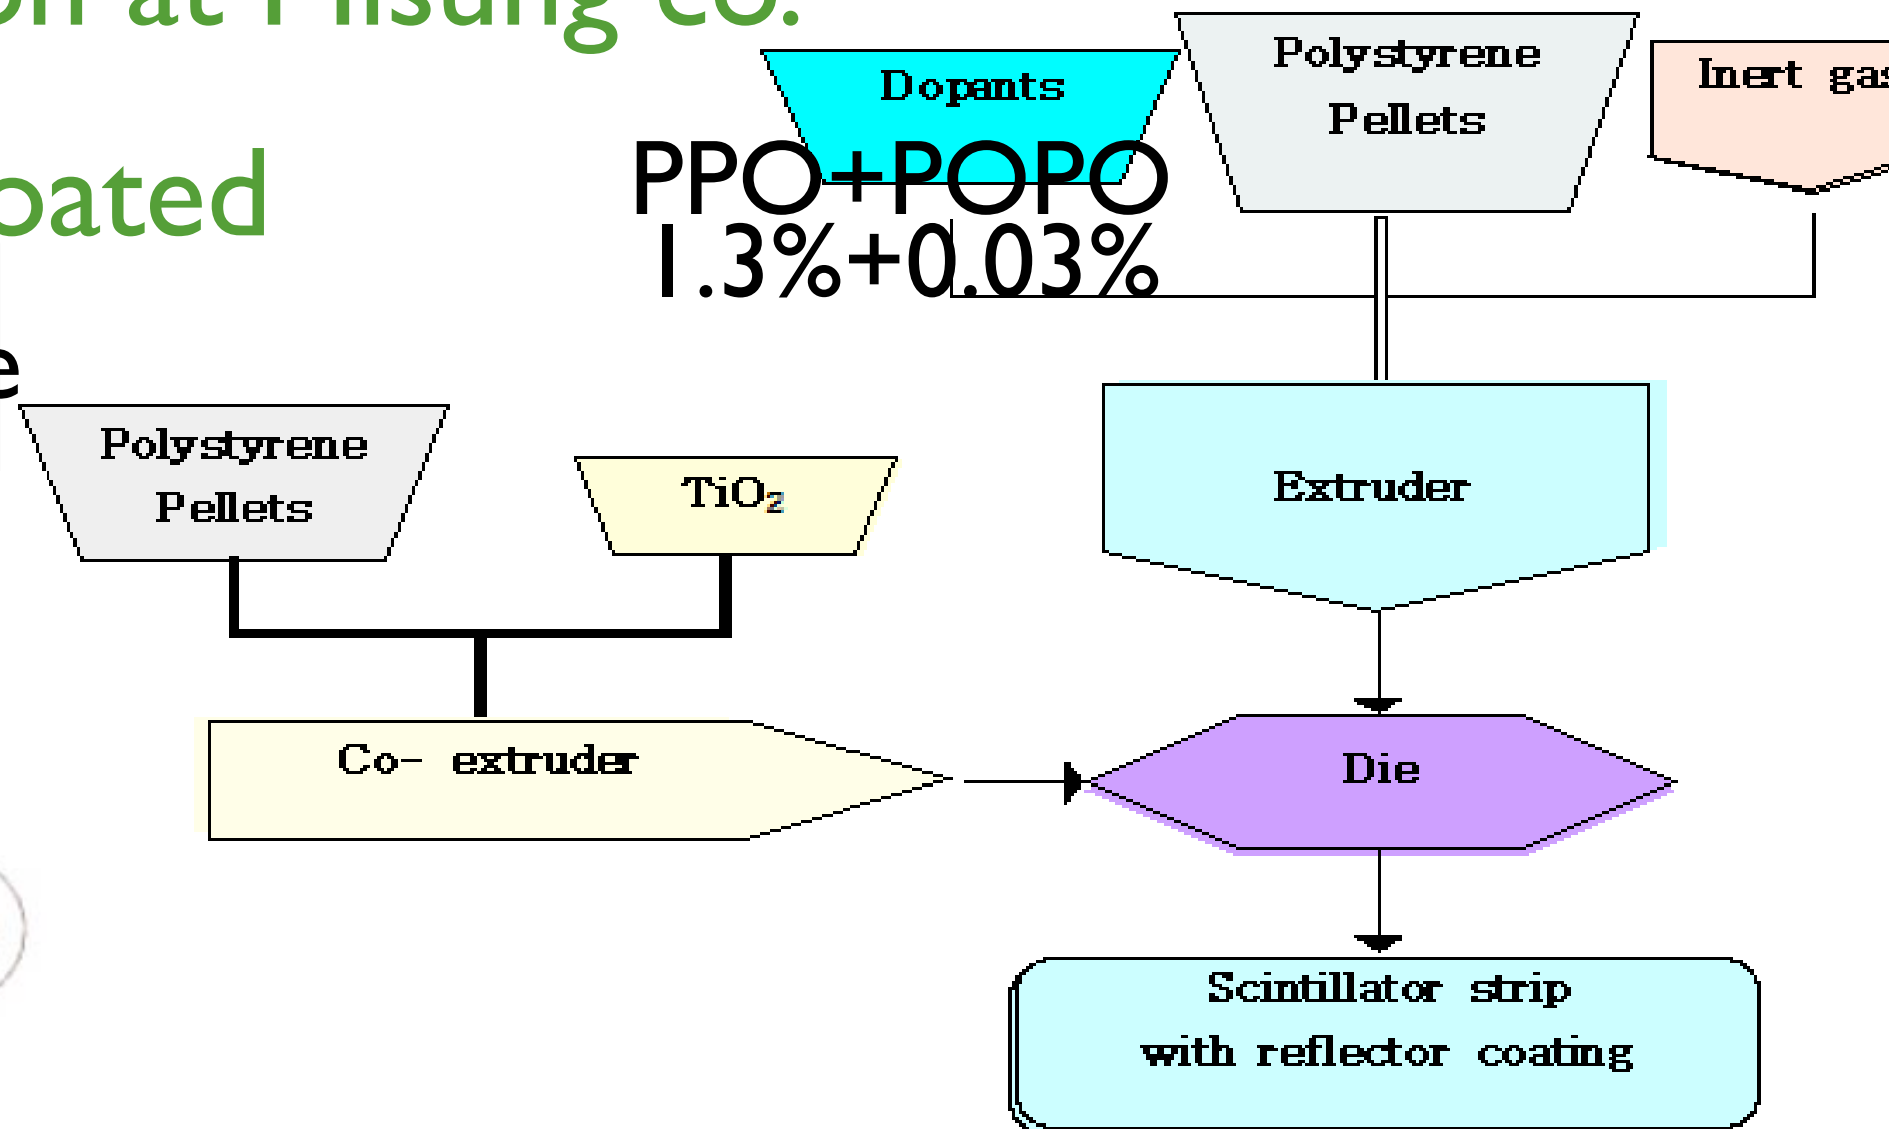 co.
Dopants
Polystyrene
Pellets
Inert gas
PPO+POPO
1.3%+0.03%
Polystyrene
Pellets
TiO₂
Extruder
Co- extruder
Die
Scintillator strip
with reflector coating